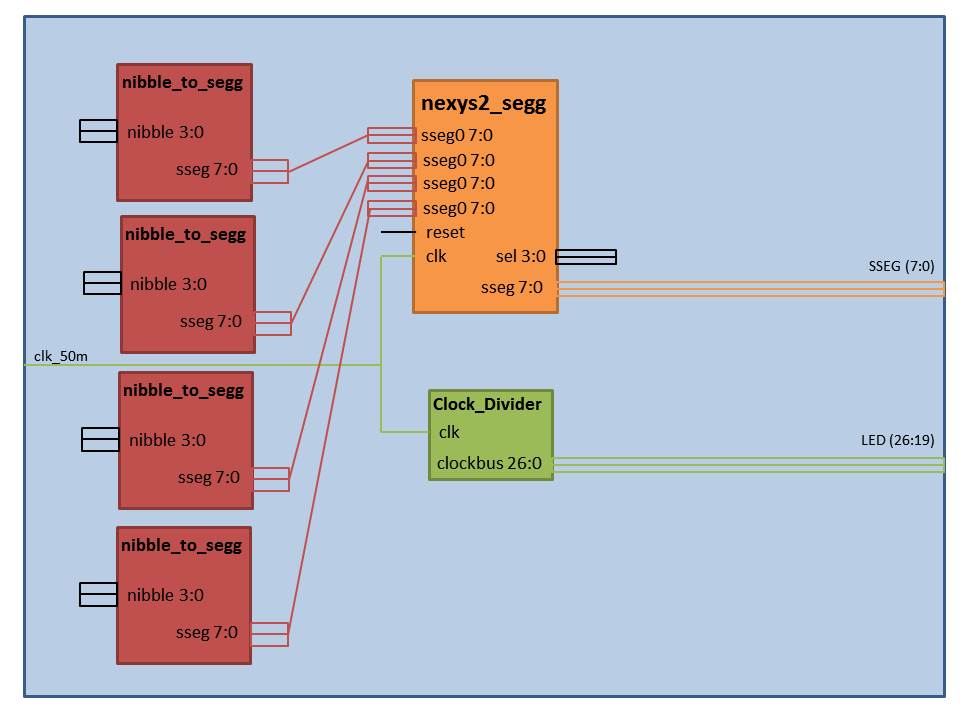 nibble_to_segg
nibble 3:0
sseg 7:0
nibble_to_segg
nibble 3:0
sseg 7:0
clk_50m
nibble_to_segg
nibble 3:0
sseg 7:0
nibble_to_segg
nibble 3:0
sseg 7:0
nexys2_segg
sseg0 7:0
sseg0 7:0
sseg0 7:0
sseg0 7:0
reset
clk
sel 3:0
sseg 7:0
SSEG (7:0)
Clock_Divider
clk
clockbus 26:0
LED (26:19)